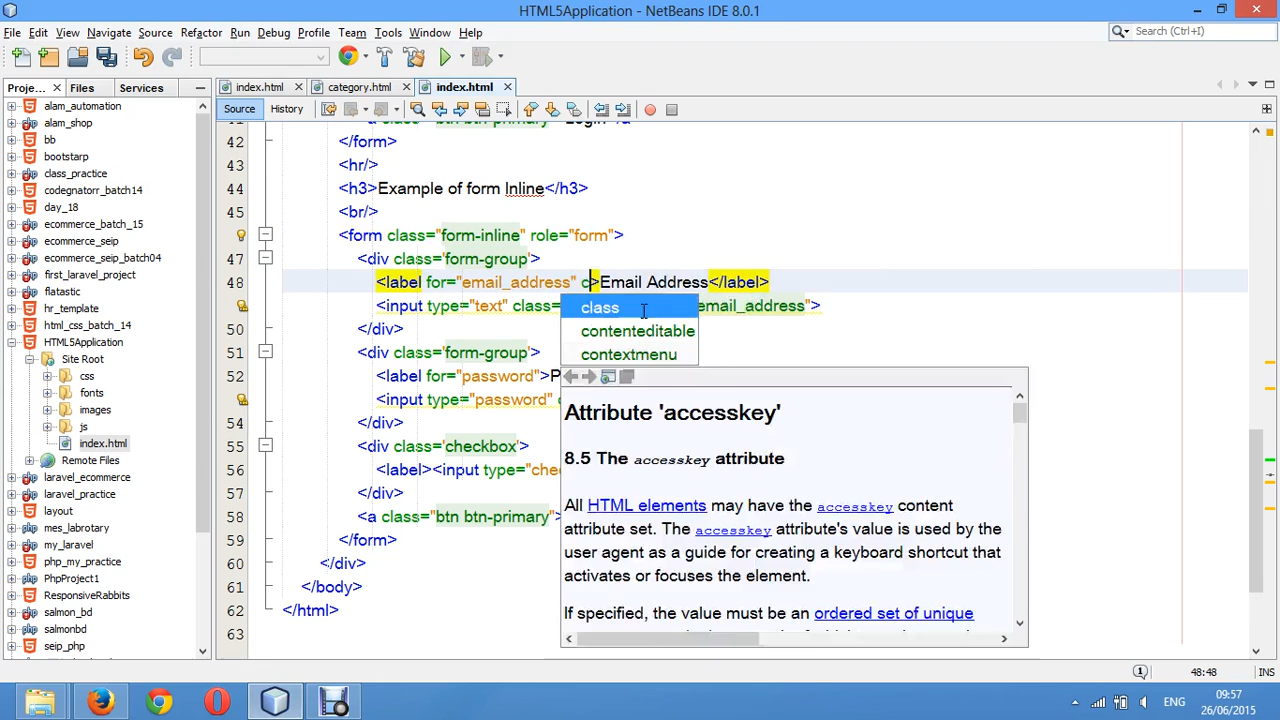 HTML5Application - NetBeans IDE 8.0.1
File Edit View Navigate Source Refactor Run Debug Profile Team Tools Window Help
Search (Ctrl+I)
Proje... Files Services
index.html category.html index.html
Source History
alam_automation
alam_shop
bb
bootstarp
class_practice
codegnatorr_batch14
day_18
ecommerce_batch_15
ecommerce_seip
ecommerce_seip_batch04
first_laravel_project
flatastic
hr_template
html_css_batch14
HTML5Application
Site Root
css
fonts
images
js
index.html
Remote Files
laravel_ecommerce
laravel_practice
layout
mes_labrotary
my_laravel
php_my_practice
PhpProject1
ResponsiveRabbits
salmon_bd
salmonbd
seip_php
42 </form>
43 <hr/>
44 <h3>Example of form Inline</h3>
45 <br/>
<form class="form-inline" role="form">
47 <div class='form-group'>
48 <label for="email_address" c>Email Address</label>
<input type="text" class= email_address">
50 </div>
51 <div class='form-group'>
52 <label for="password">P
<input type="password"
54 </div>
55 <div class='checkbox'>
56 <label><input type="che
57 </div>
58 <a class="btn btn-primary">
59 </form>
60 </div>
61 </body>
62 </html>
63
class
contenteditable
contextmenu
Attribute 'accesskey'
8.5 The accesskey attribute
All HTML elements may have the accesskey content
attribute set. The accesskey attribute's value is used by the
user agent as a guide for creating a keyboard shortcut that
activates or focuses the element.
If specified, the value must be an ordered set of unique
1
48:48
INS
ENG
09:57
26/06/2015